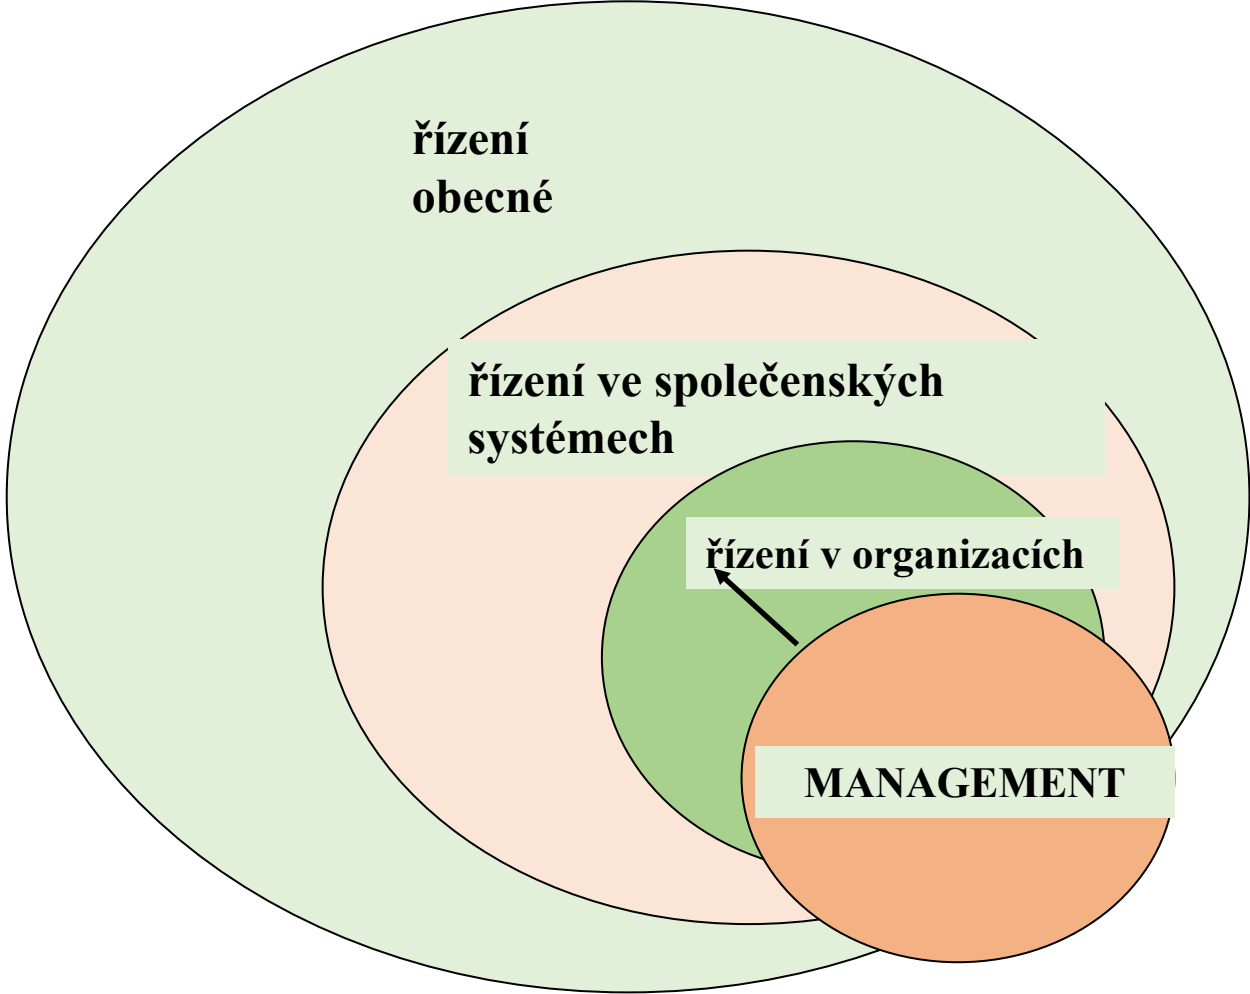 řízení
obecné
řízení ve společenských
systémech
řízení v organizacích
MANAGEMENT